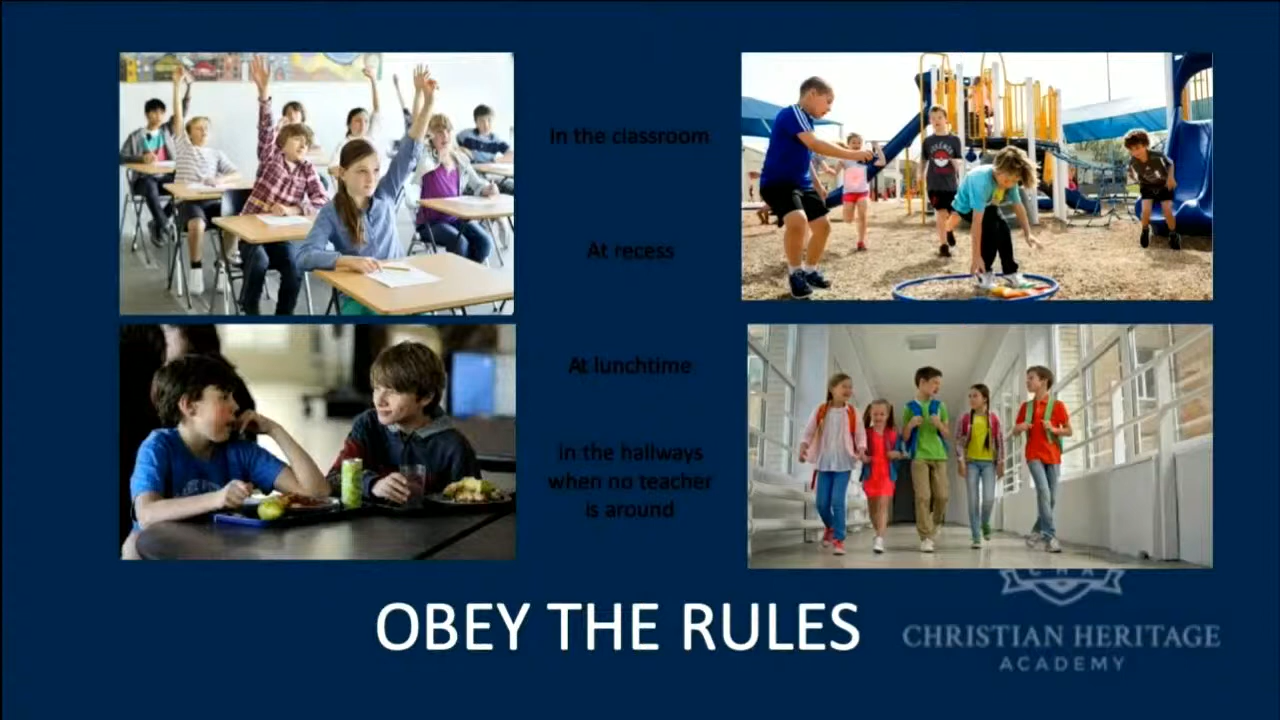 In the classroom
At recess
At lunchtime
In the hallways
when no teacher
is around
OBEY THE RULES
CHA
CHRISTIAN HERITAGE
ACADEMY